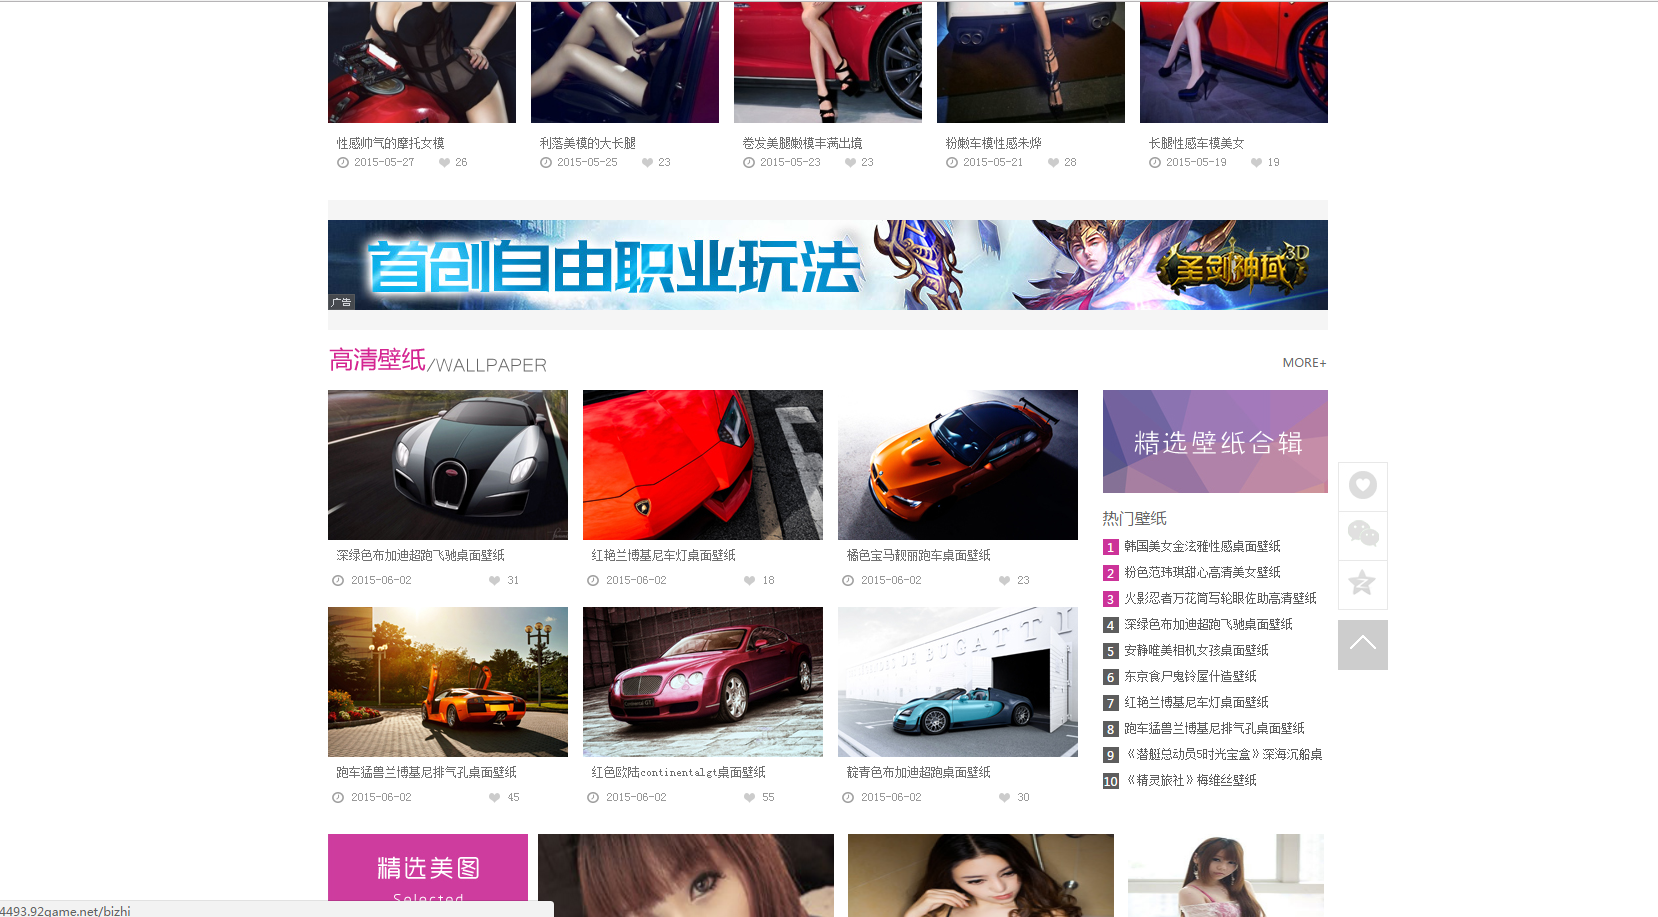 性感帅气的摩托女模
2015-05-27 26
利落美模的大长腿
2015-05-25 23
卷发美腿嫩模丰满出境
2015-05-23 23
粉嫩车模性感朱烨
2015-05-21 28
长腿性感车模美女
2015-05-19 19
首创自由职业玩法
圣剑神域3D
广告
高清壁纸/WALLPAPER
MORE+
深绿色布加迪超跑飞驰桌面壁纸
2015-06-02 31
红艳兰博基尼车灯桌面壁纸
2015-06-02 18
橘色宝马靓丽跑车桌面壁纸
2015-06-02 23
跑车猛兽兰博基尼排气孔桌面壁纸
2015-06-02 45
Continental GT
红色欧陆continentalgt桌面壁纸
2015-06-02 55
BUGATTI
靛青色布加迪超跑桌面壁纸
2015-06-02 30
精选壁纸合辑
热门壁纸
1 韩国美女金泫雅性感桌面壁纸
2 粉色范玮琪甜心高清美女壁纸
3 火影忍者万花筒写轮眼佐助高清壁纸
4 深绿色布加迪超跑飞驰桌面壁纸
5 安静唯美相机女孩桌面壁纸
6 东京食尸鬼铃屋什造壁纸
7 红艳兰博基尼车灯桌面壁纸
8 跑车猛兽兰博基尼排气孔桌面壁纸
9 《潜艇总动员5时光宝盒》深海沉船桌
10 《精灵旅社》梅维丝壁纸
精选美图
Selected
4493.92game.net/bizhi